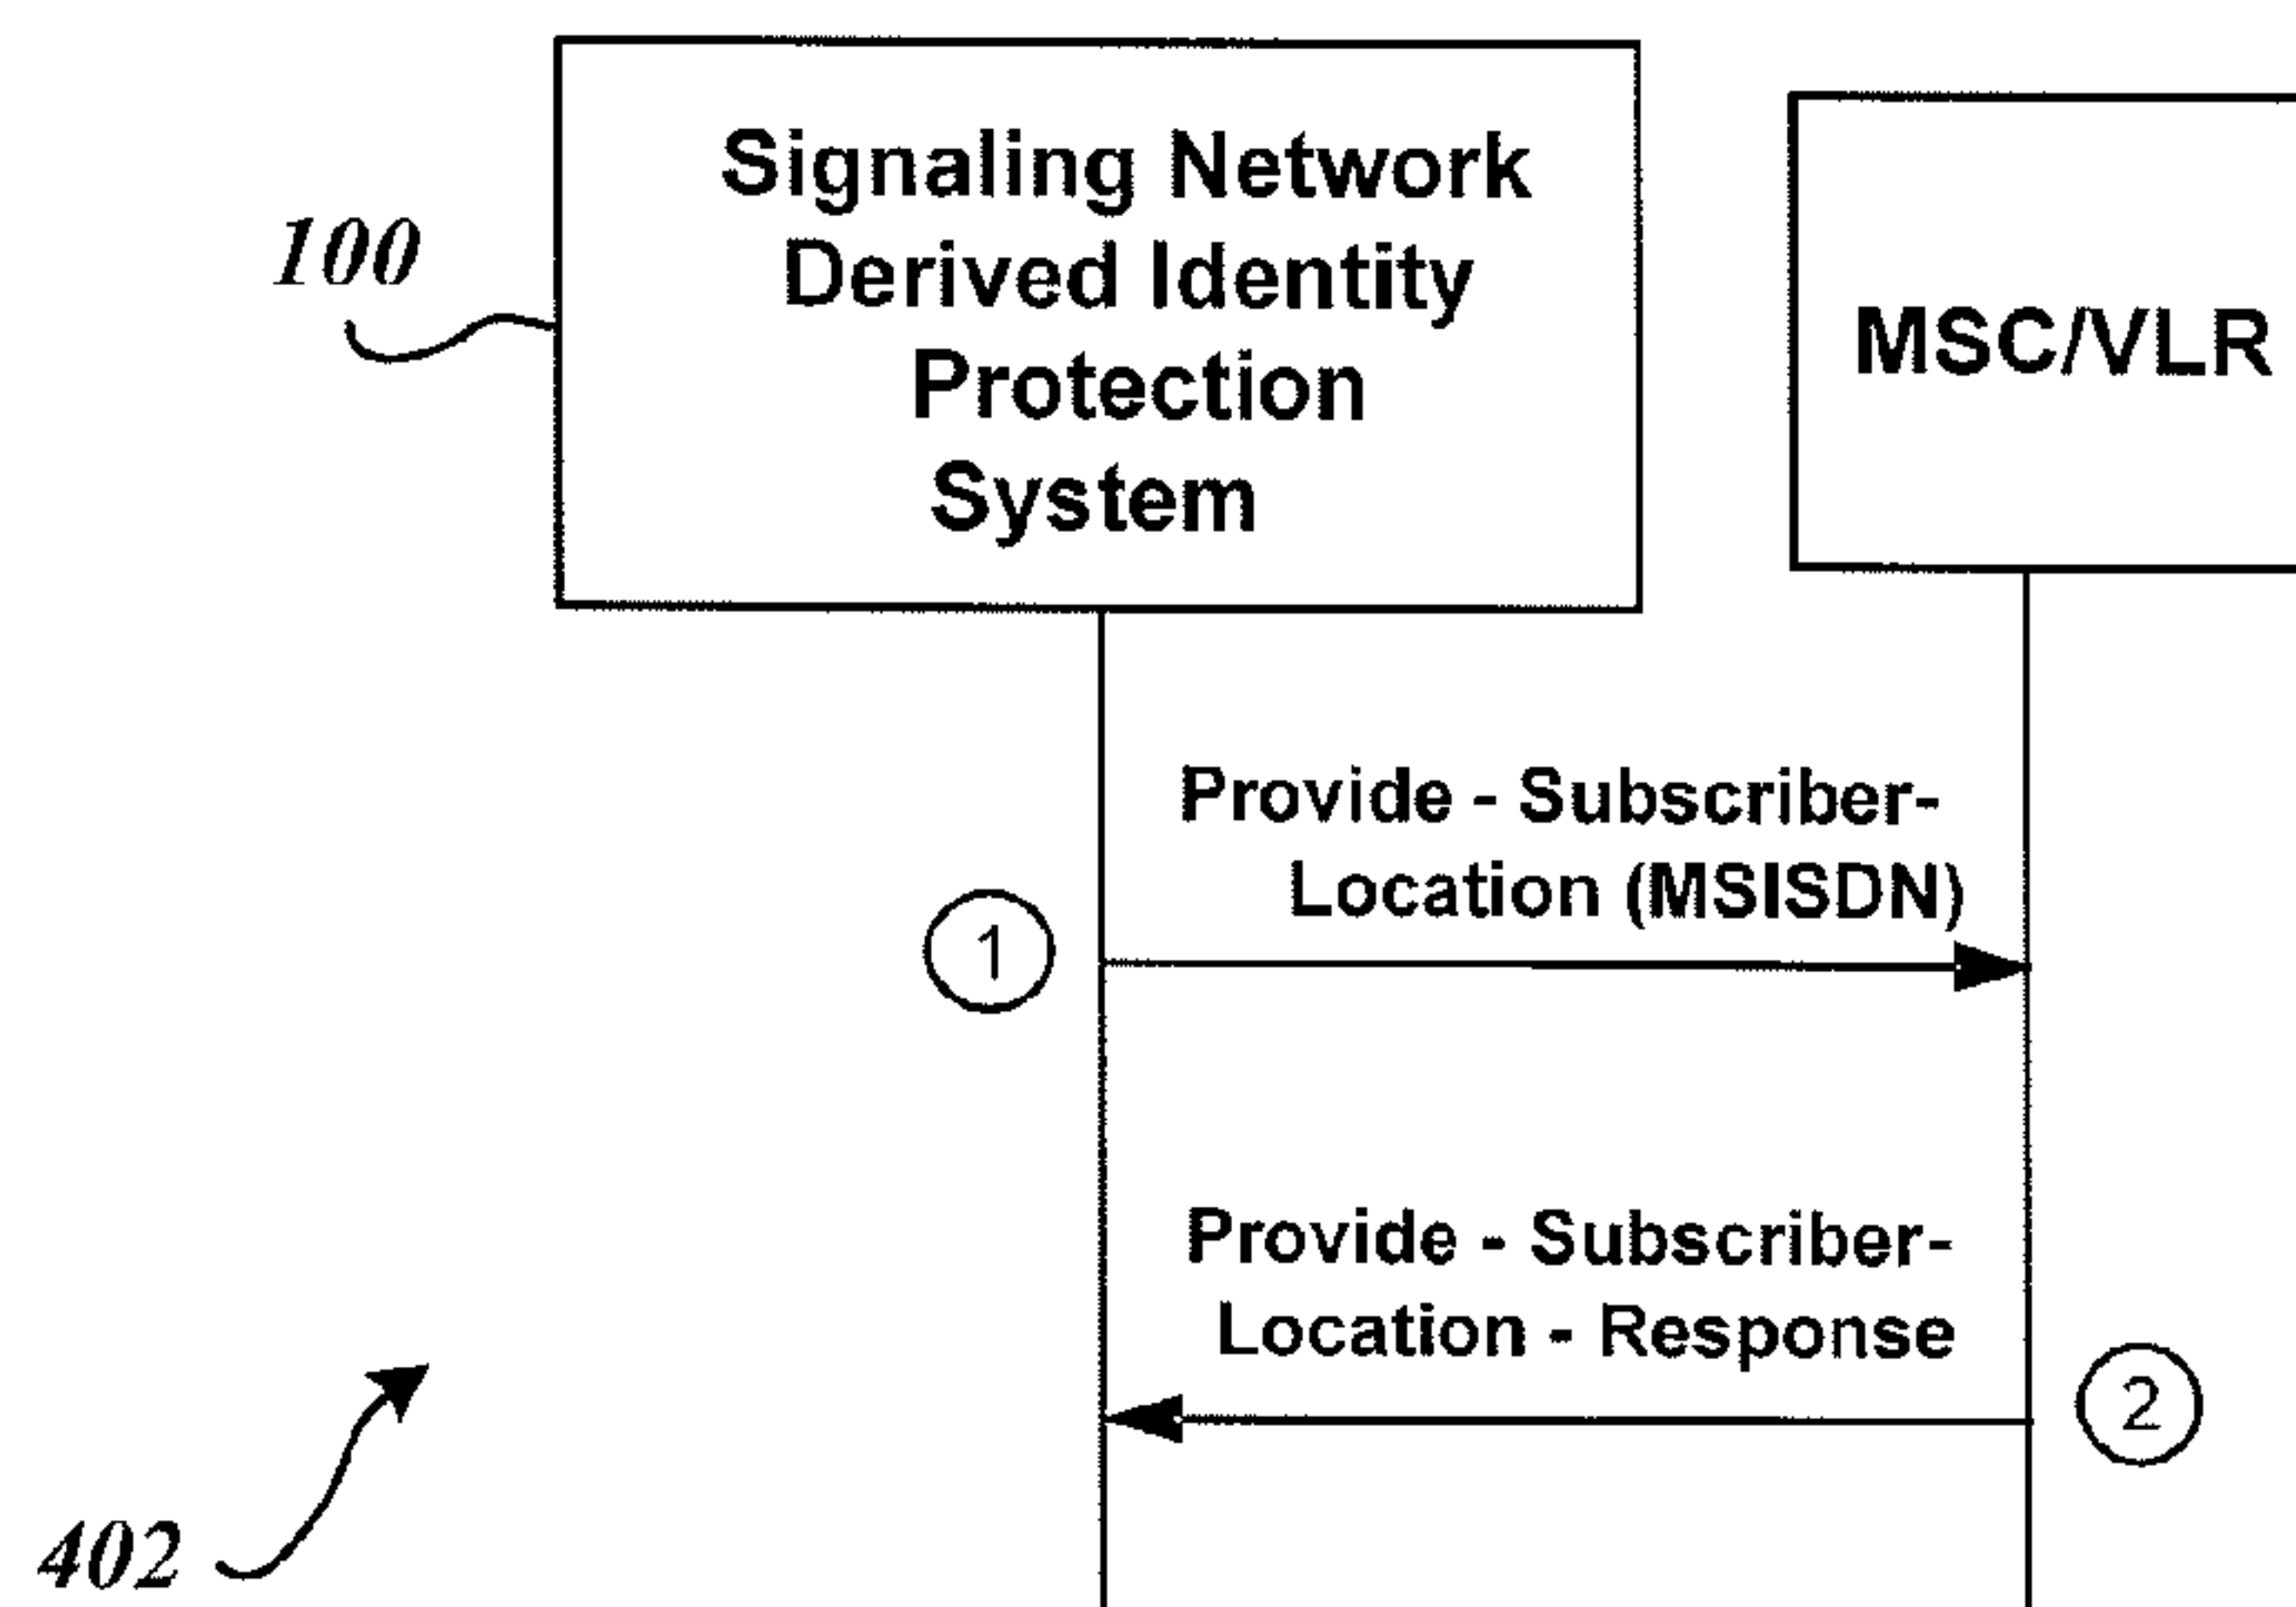 Signaling Network
Derived Identity
Protection
System
100
MSC/VLR
Provide - Subscriber-
Location (MSISDN)
1
Provide - Subscriber-
Location - Response
2
402